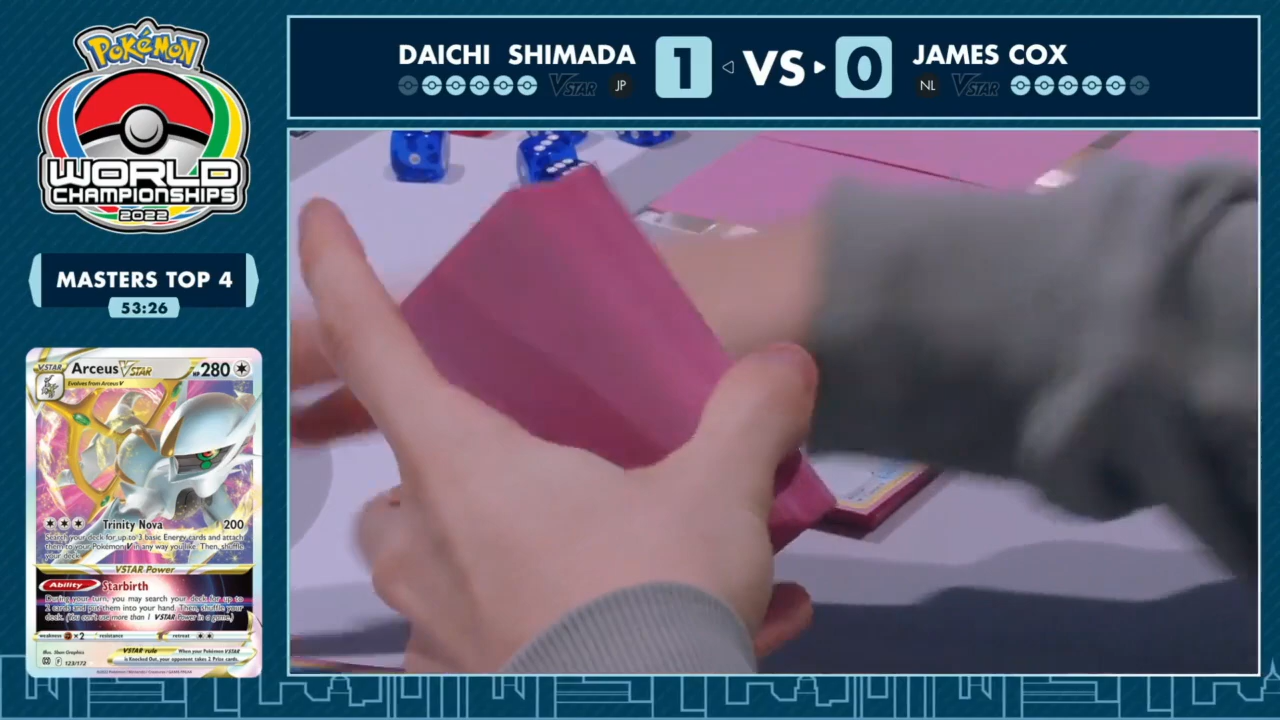 POKéMON
WORLD
CHAMPIONSHIPS
2022
DAICHI SHIMADA
1
VS
0
JAMES COX
VSTAR
JP
NL
VSTAR
MASTERS TOP 4
53:26
VSTAR
Arceus VSTAR
280
Evolves from Arceus V
Trinity Nova 200
Search your deck for up to 3 basic Energy cards and attach
them to your Pokémon V in any way you like. Then, shuffle
your deck.
VSTAR Power
Ability Starbirth
During your turn, you may search your deck for up to
2 cards and put them into your hand. Then, shuffle your
deck. (You can't use more than 1 VSTAR Power in a game.)
weakness ×2 resistance retreat
VSTAR rule
When your Pokémon VSTAR
is Knocked Out, your opponent takes 2 Prize cards.
F 123/172